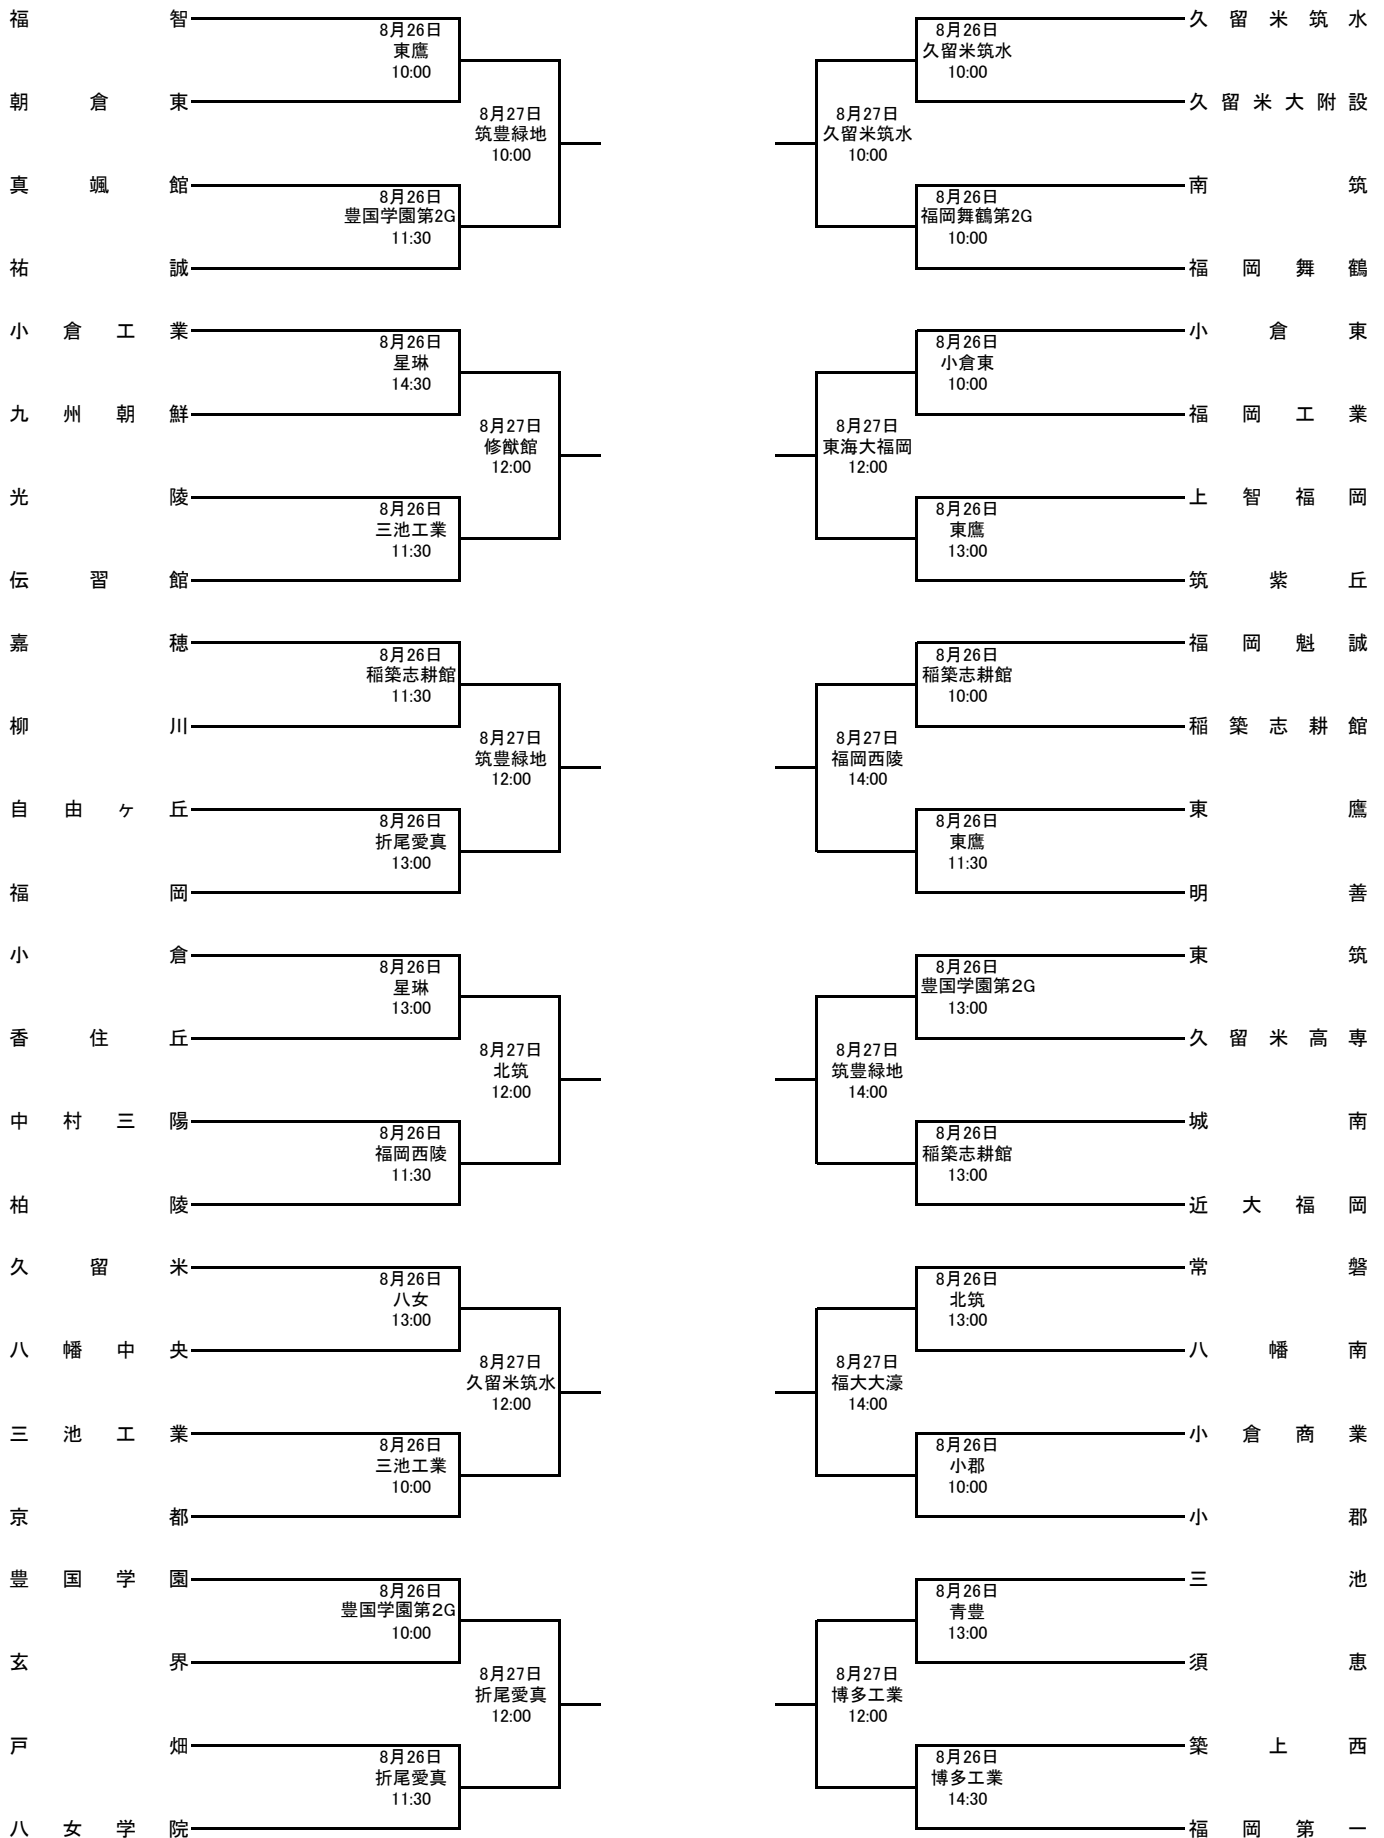 福智
8月26日
東鷹
10:00
朝倉東
8月27日
筑豊緑地
10:00
真颯館
8月26日
豊国学園第2G
11:30
祐誠
小倉工業
8月26日
星琳
14:30
九州朝鮮
8月27日
修猷館
12:00
光陵
8月26日
三池工業
11:30
伝習館
嘉穂
8月26日
稲築志耕館
11:30
柳川
8月27日
筑豊緑地
12:00
自由ヶ丘
8月26日
折尾愛真
13:00
福岡
小倉
8月26日
星琳
13:00
香住丘
8月27日
北筑
12:00
中村三陽
8月26日
福岡西陵
11:30
柏陵
久留米
8月26日
八女
13:00
八幡中央
8月27日
久留米筑水
12:00
三池工業
8月26日
三池工業
10:00
京都
豊国学園
8月26日
豊国学園第2G
10:00
玄界
8月27日
折尾愛真
12:00
戸畑
8月26日
折尾愛真
11:30
八女学院
久留米筑水
8月26日
久留米筑水
10:00
久留米大附設
8月27日
久留米筑水
10:00
南筑
8月26日
福岡舞鶴第2G
10:00
福岡舞鶴
小倉東
8月26日
小倉東
10:00
福岡工業
8月27日
東海大福岡
12:00
上智福岡
8月26日
東鷹
13:00
筑紫丘
福岡魁誠
8月26日
稲築志耕館
10:00
稲築志耕館
8月27日
福岡西陵
14:00
東鷹
8月26日
東鷹
11:30
明善
東筑
8月26日
豊国学園第2G
13:00
久留米高専
8月27日
筑豊緑地
14:00
城南
8月26日
稲築志耕館
13:00
近大福岡
常磐
8月26日
北筑
13:00
八幡南
8月27日
福大大濠
14:00
小倉商業
8月26日
小郡
10:00
小郡
三池
8月26日
青豊
13:00
須恵
8月27日
博多工業
12:00
築上西
8月26日
博多工業
14:30
福岡第一